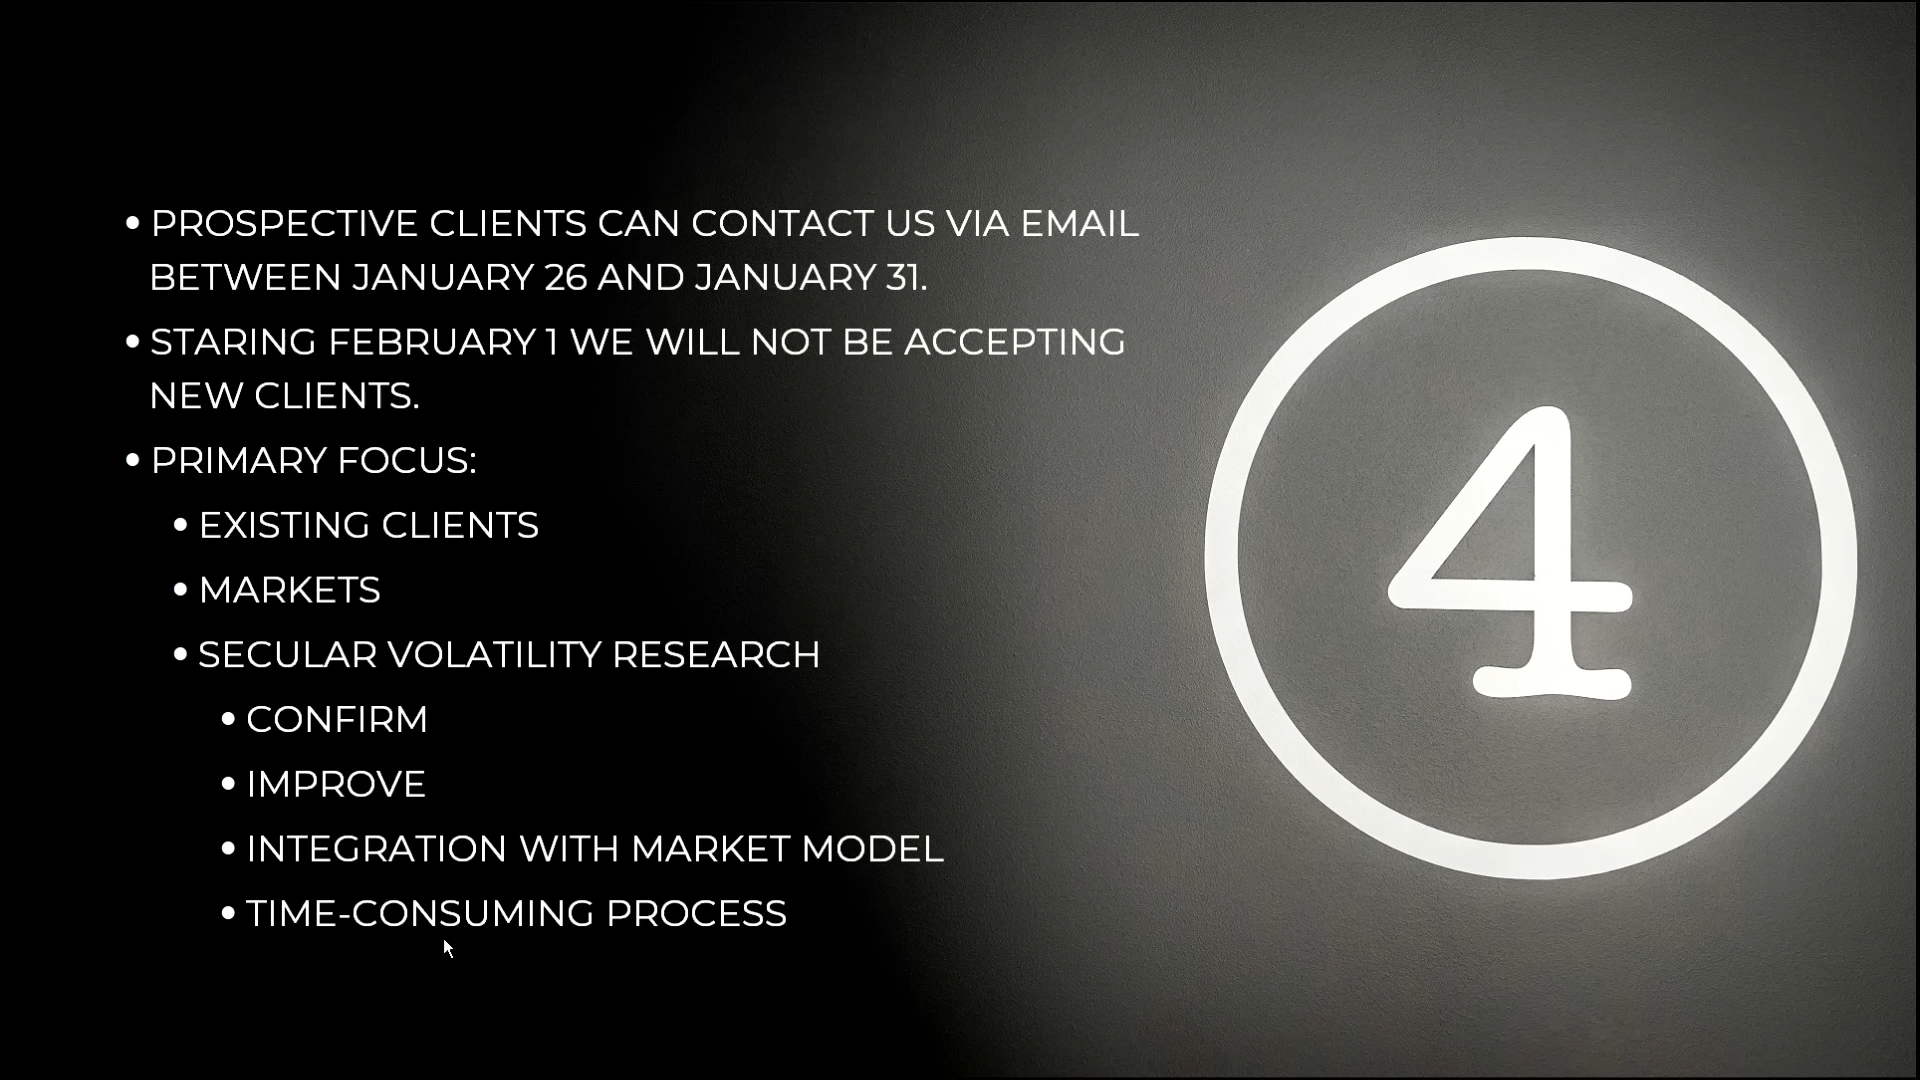 • PROSPECTIVE CLIENTS CAN CONTACT US VIA EMAIL
BETWEEN JANUARY 26 AND JANUARY 31.
• STARING FEBRUARY 1 WE WILL NOT BE ACCEPTING
NEW CLIENTS.
• PRIMARY FOCUS:
• EXISTING CLIENTS
• MARKETS
• SECULAR VOLATILITY RESEARCH
• CONFIRM
• IMPROVE
• INTEGRATION WITH MARKET MODEL
• TIME-CONSUMING PROCESS
4